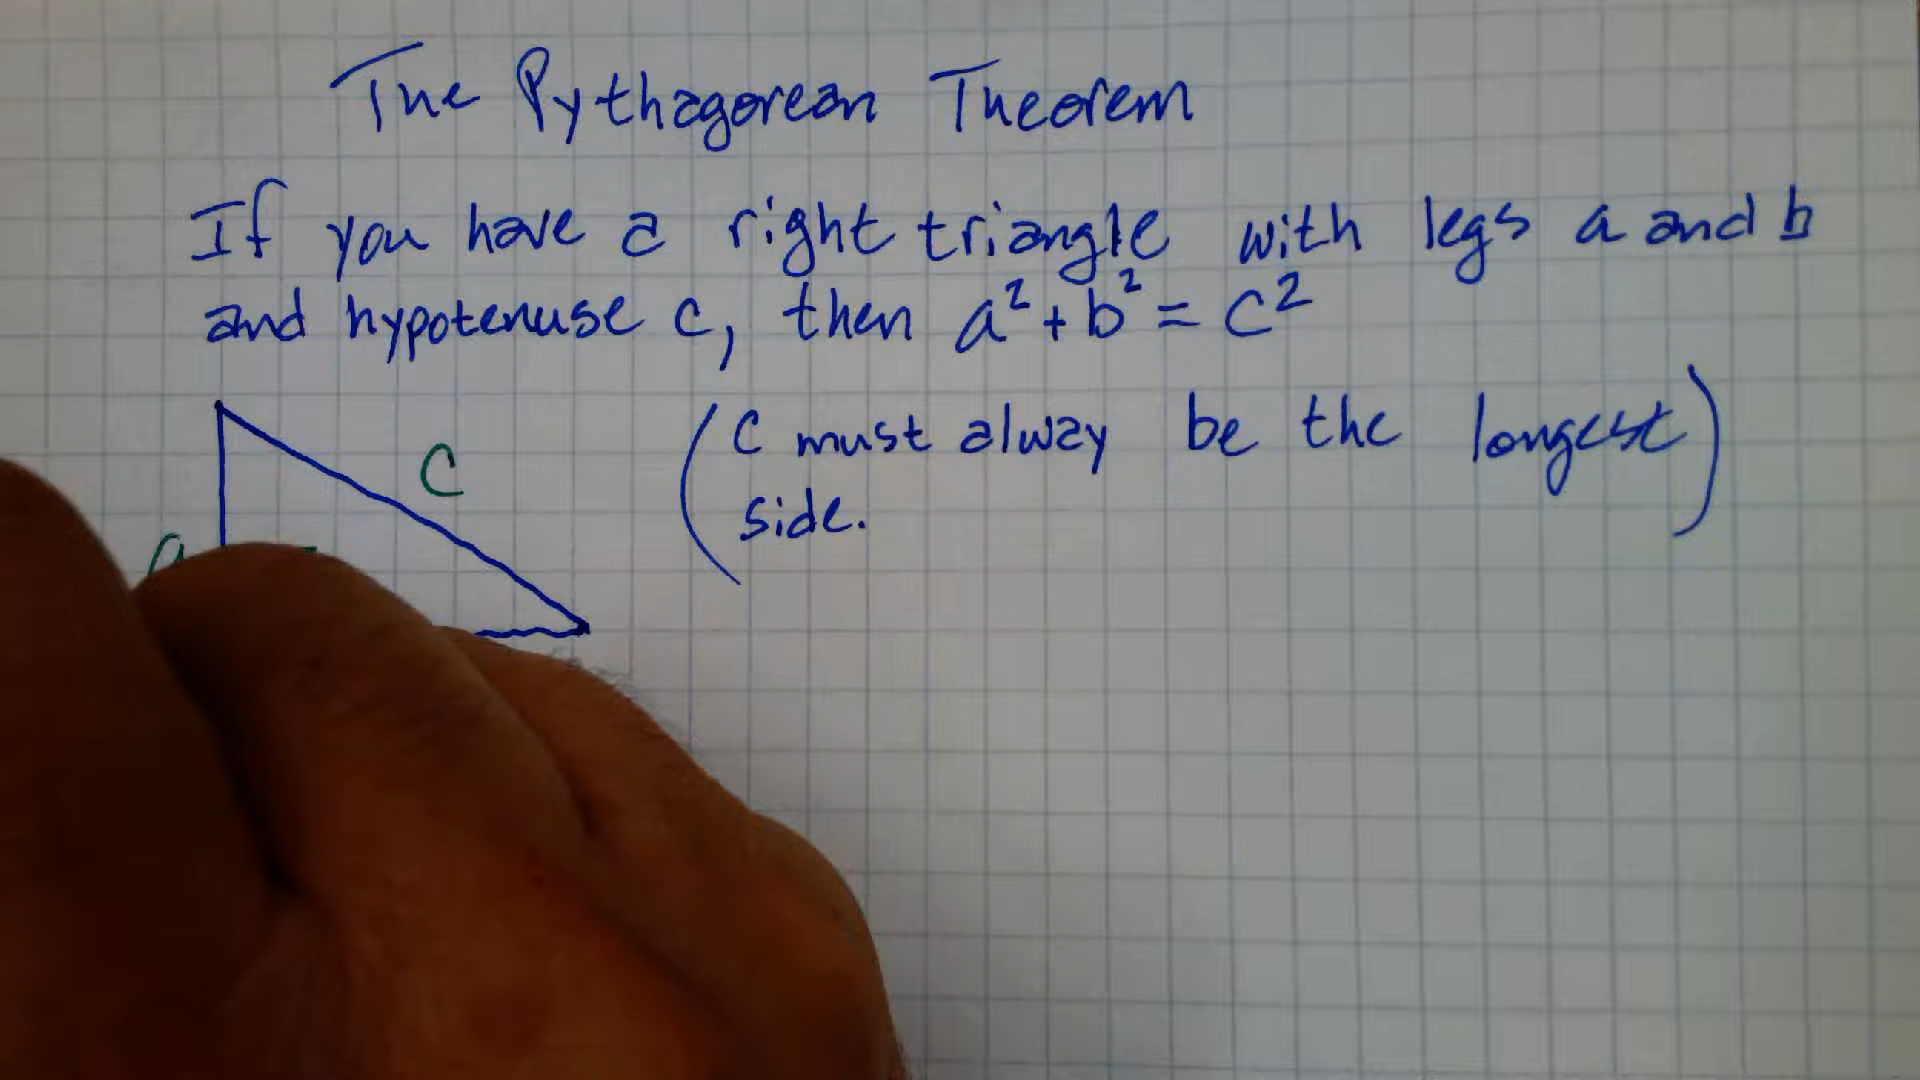 The Pythagorean Theorem
If you have a right triangle with legs a and b
and hypotenuse c, then a² + b² = c²
(c must alway be the longest)
side.
c
a